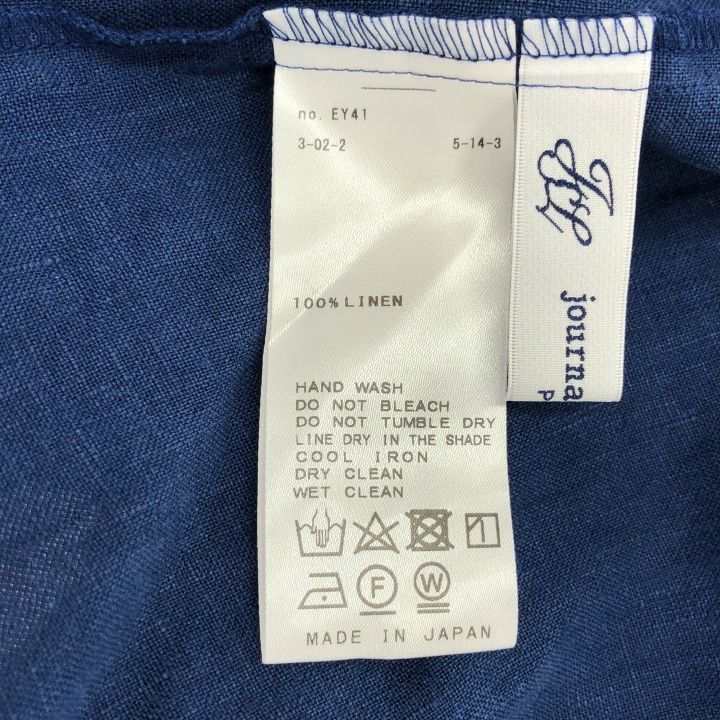 no. EY41
3-02-2 5-14-3
100% LINEN
HAND WASH
DO NOT BLEACH
DO NOT TUMBLE DRY
LINE DRY IN THE SHADE
COOL IRON
DRY CLEAN
WET CLEAN
F W
MADE IN JAPAN
journa
p